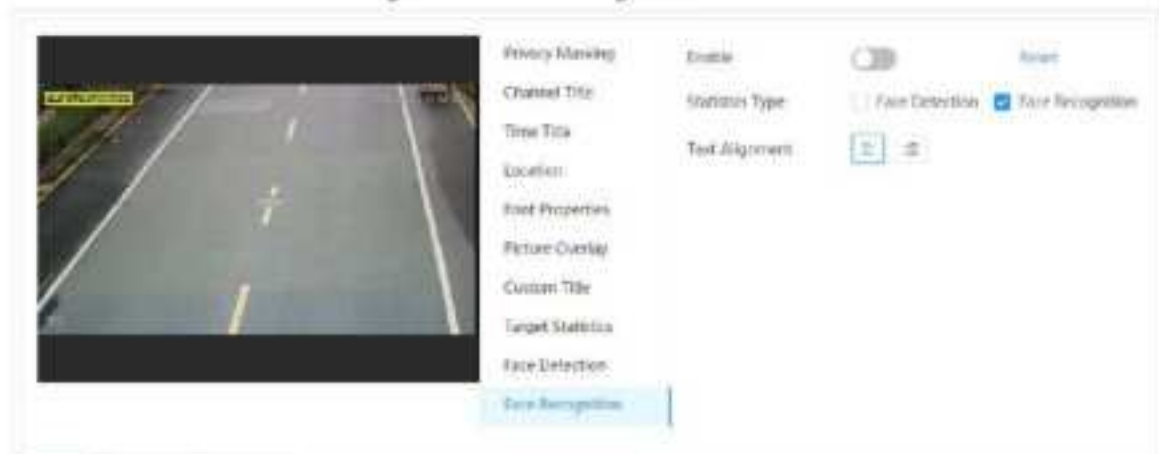 Privacy Masking
Channel Title
Time Title
Location
Font Properties
Picture Overlay
Custom Title
Target Statistics
Face Detection
Face Recognition
Enable
Reset
Statistics Type
Face Detection
Face Recognition
Text Alignment